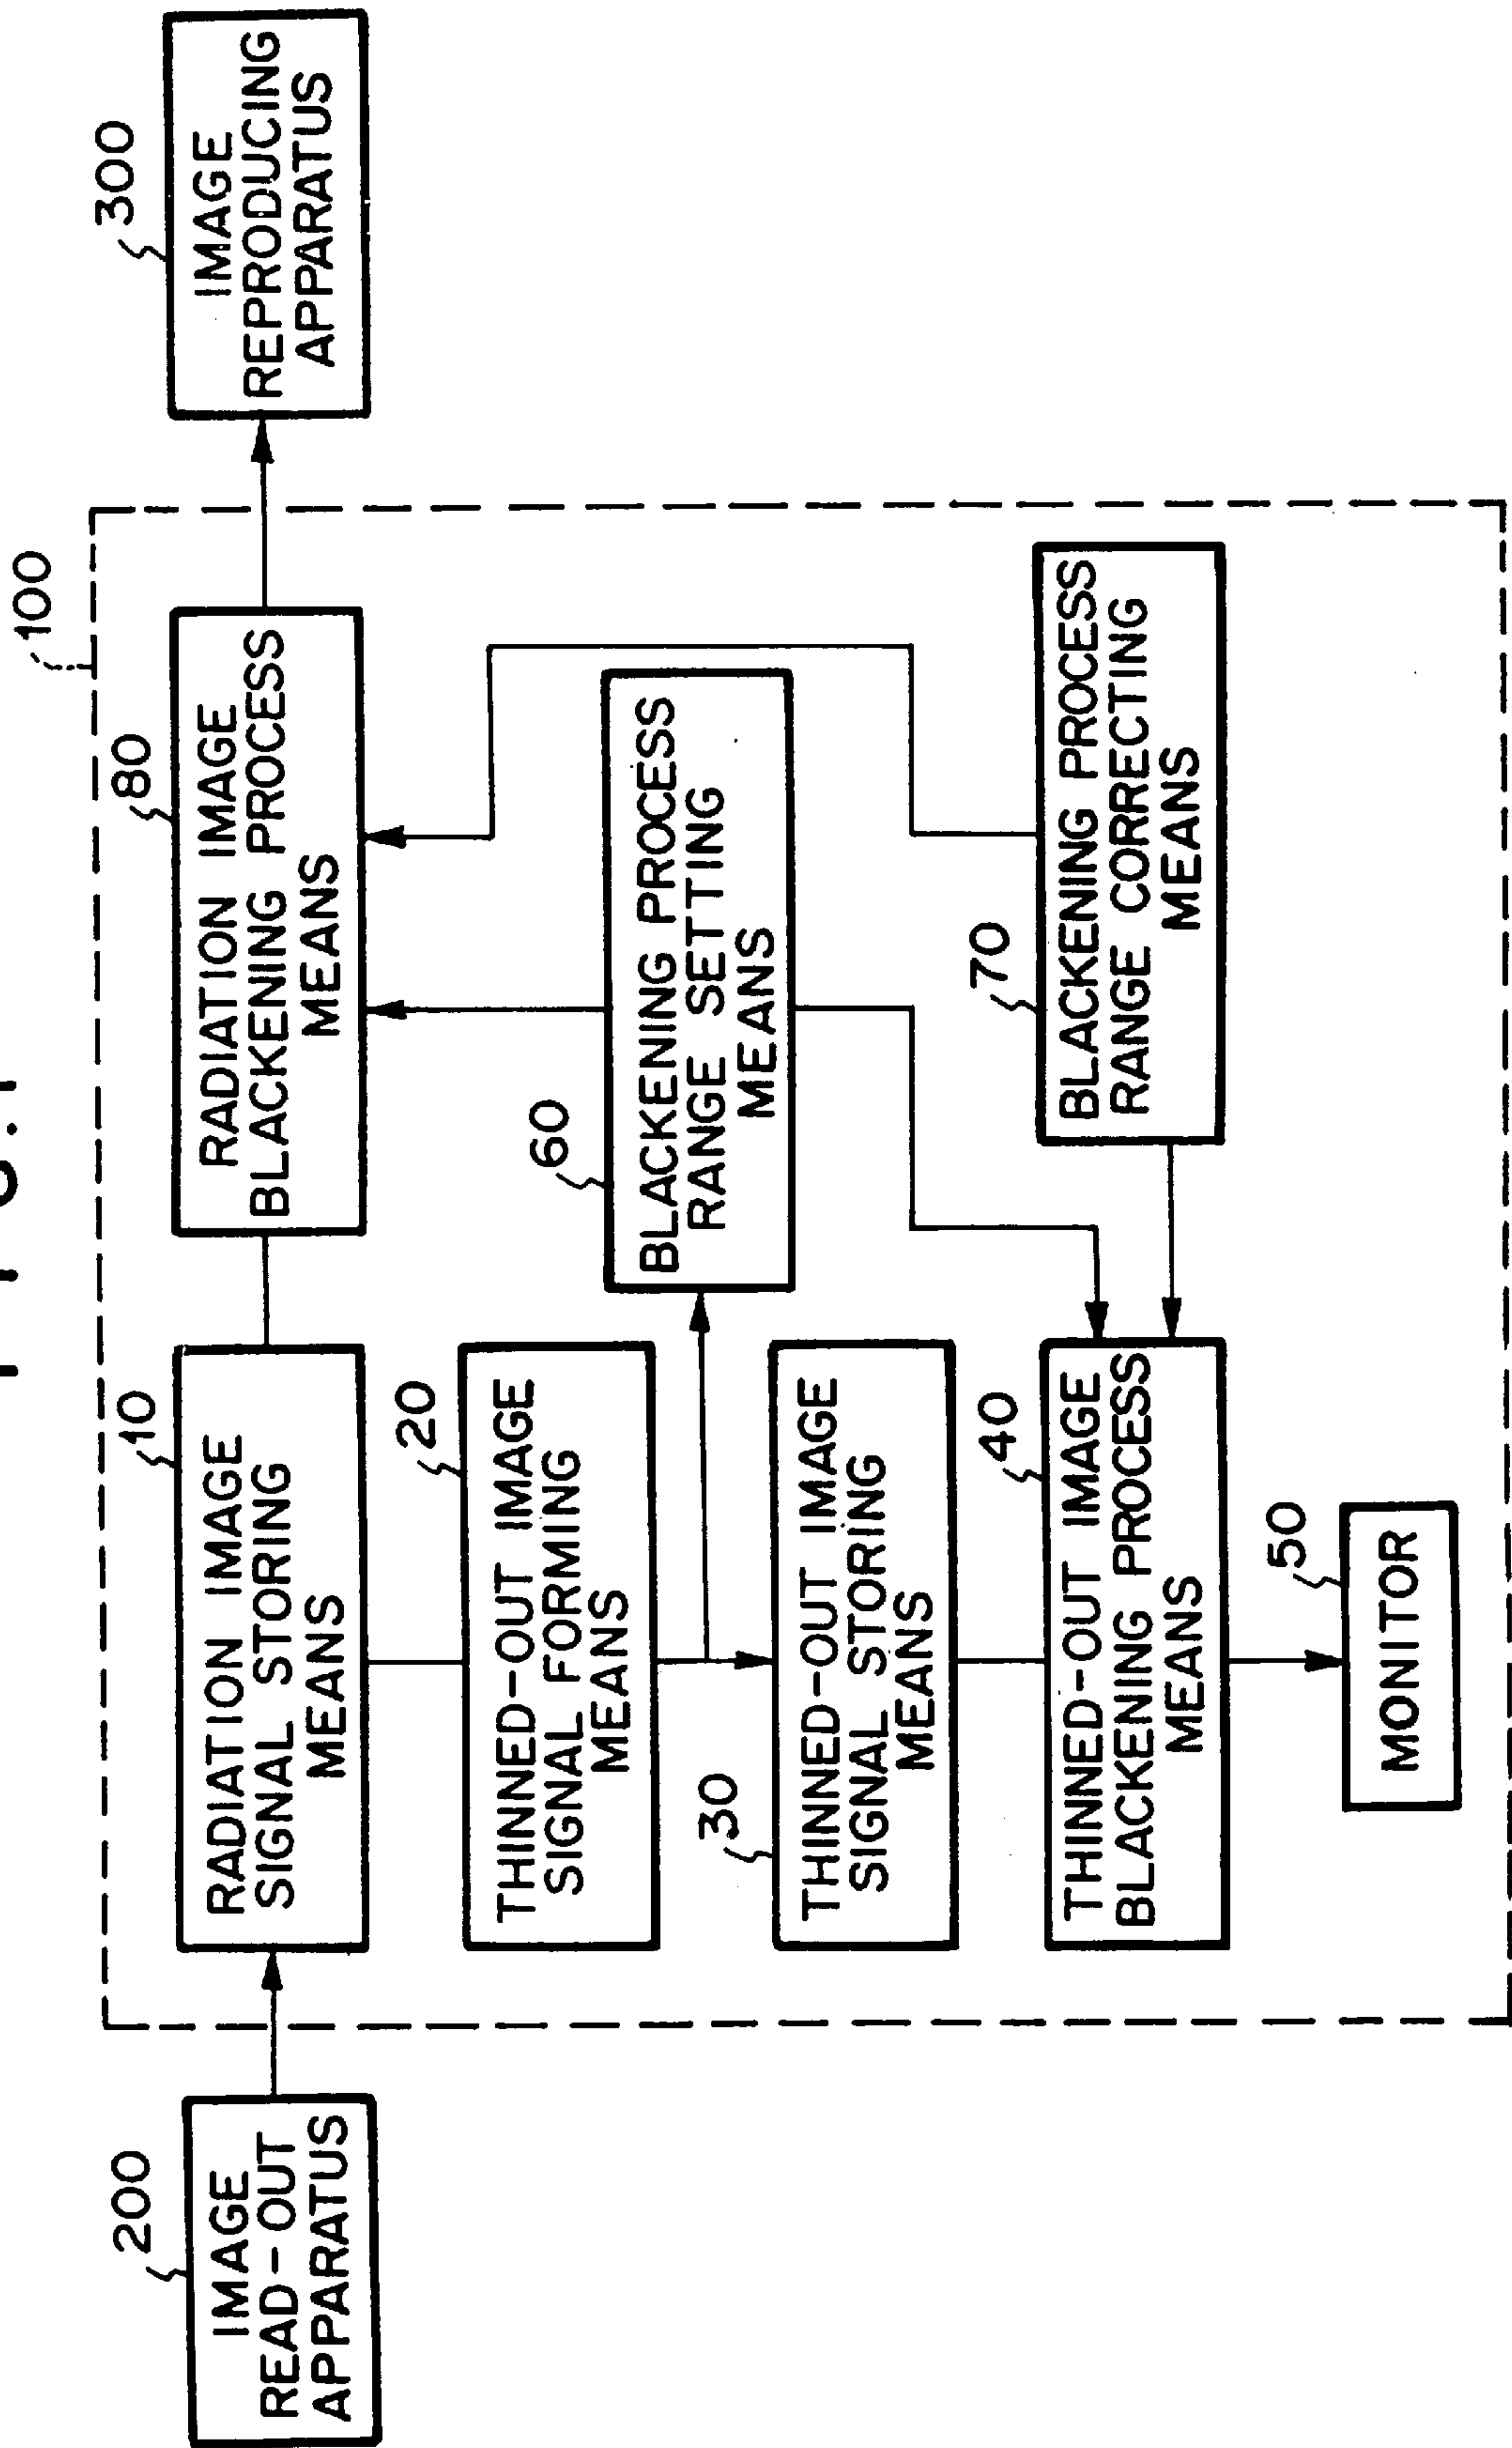 100
200
IMAGE
READ-OUT
APPARATUS
10
RADIATION IMAGE
SIGNAL STORING
MEANS
80
RADIATION IMAGE
BLACKENING PROCESS
MEANS
300
IMAGE
REPRODUCING
APPARATUS
20
THINNED-OUT IMAGE
SIGNAL FORMING
MEANS
60
BLACKENING PROCESS
RANGE SETTING
MEANS
30
THINNED-OUT IMAGE
SIGNAL STORING
MEANS
40
THINNED-OUT IMAGE
BLACKENING PROCESS
MEANS
70
BLACKENING PROCESS
RANGE CORRECTING
MEANS
50
MONITOR